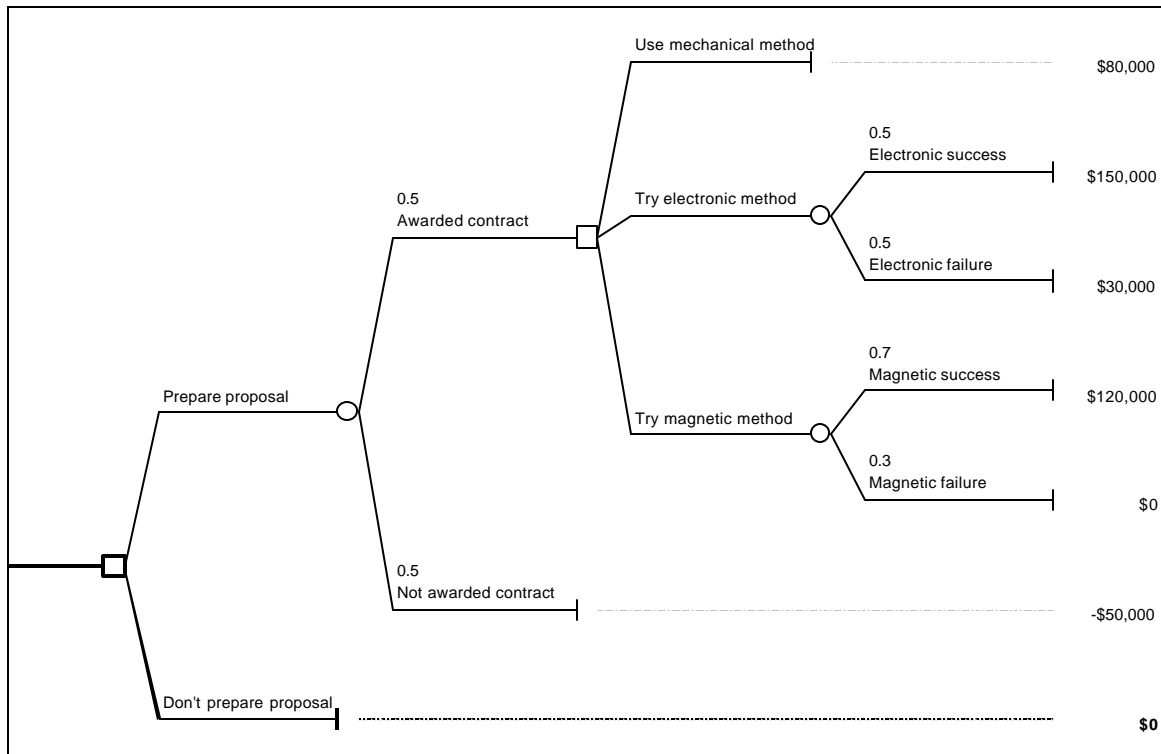 Use mechanical method
$80,000
0.5
Electronic success
$150,000
0.5
Awarded contract
Try electronic method
0.5
Electronic failure
$30,000
0.7
Magnetic success
$120,000
Prepare proposal
Try magnetic method
0.3
Magnetic failure
$0
0.5
Not awarded contract
-$50,000
Don't prepare proposal
$0